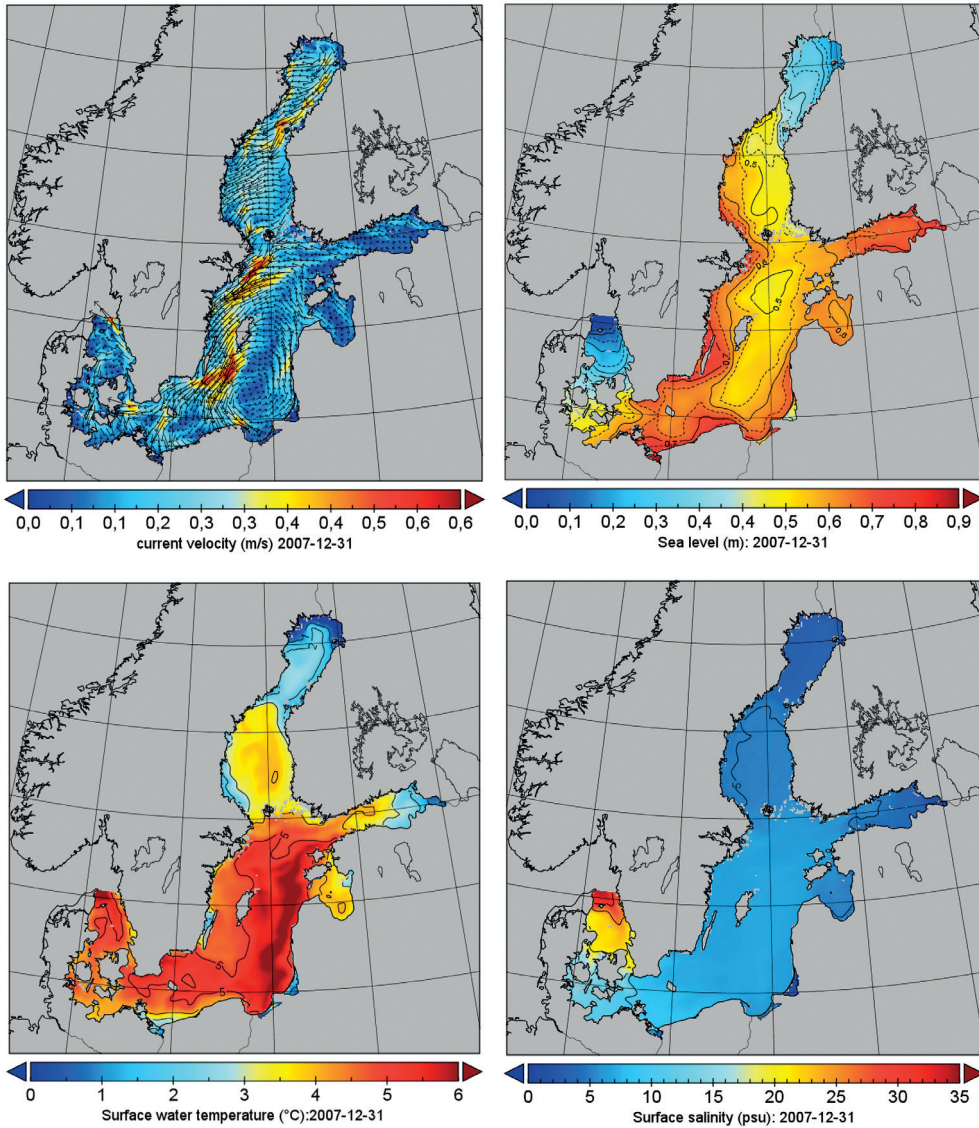 0,0 0,1 0,1 0,2 0,2 0,3 0,3 0,4 0,4 0,5 0,5 0,6 0,6
current velocity (m/s) 2007-12-31
0,0 0,1 0,2 0,3 0,4 0,5 0,6 0,7 0,8 0,9
Sea level (m): 2007-12-31
0 1 2 3 4 5 6
Surface water temperature (°C):2007-12-31
0 5 10 15 20 25 30 35
Surface salinity (psu): 2007-12-31